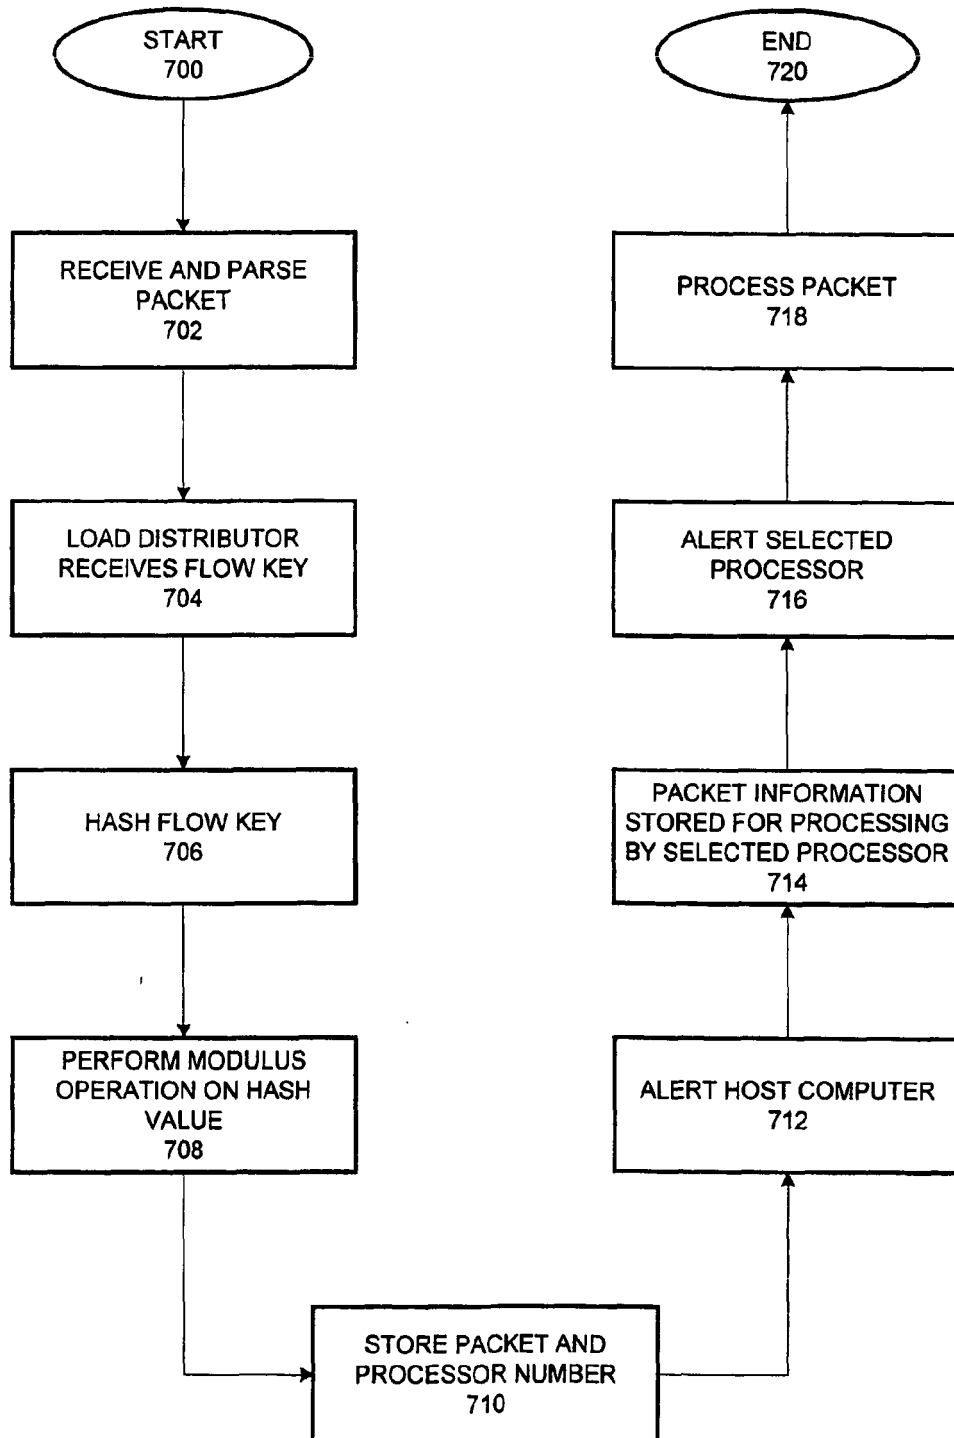 START
700
RECEIVE AND PARSE
PACKET
702
LOAD DISTRIBUTOR
RECEIVES FLOW KEY
704
HASH FLOW KEY
706
PERFORM MODULUS
OPERATION ON HASH
VALUE
708
STORE PACKET AND
PROCESSOR NUMBER
710
ALERT HOST COMPUTER
712
PACKET INFORMATION
STORED FOR PROCESSING
BY SELECTED PROCESSOR
714
ALERT SELECTED
PROCESSOR
716
PROCESS PACKET
718
END
720